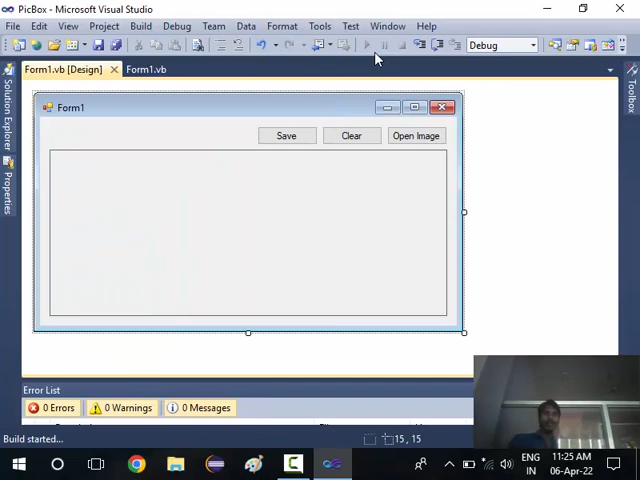 PicBox - Microsoft Visual Studio
File Edit View Project Build Debug Team Data Format Tools Test Window Help
Debug
Form1.vb [Design] Form1.vb
Solution Explorer
Properties
Toolbox
Form1
Save Clear Open Image
Error List
0 Errors 0 Warnings 0 Messages
Build started...
15 , 15
ENG
IN
11:25 AM
06-Apr-22